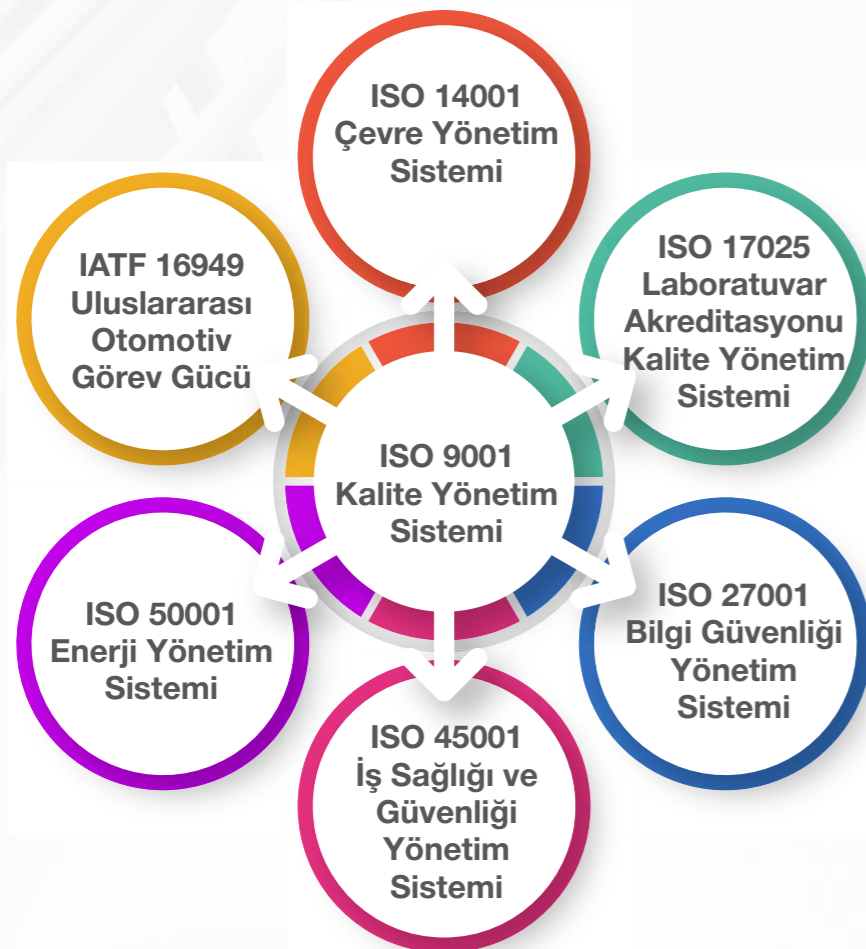 ISO 14001
Çevre Yönetim
Sistemi
IATF 16949
Uluslararası
Otomotiv
Görev Gücü
ISO 17025
Laboratuvar
Akreditasyonu
Kalite Yönetim
Sistemi
ISO 9001
Kalite Yönetim
Sistemi
ISO 50001
Enerji Yönetim
Sistemi
ISO 27001
Bilgi Güvenliği
Yönetim
Sistemi
ISO 45001
İş Sağlığı ve
Güvenliği
Yönetim
Sistemi